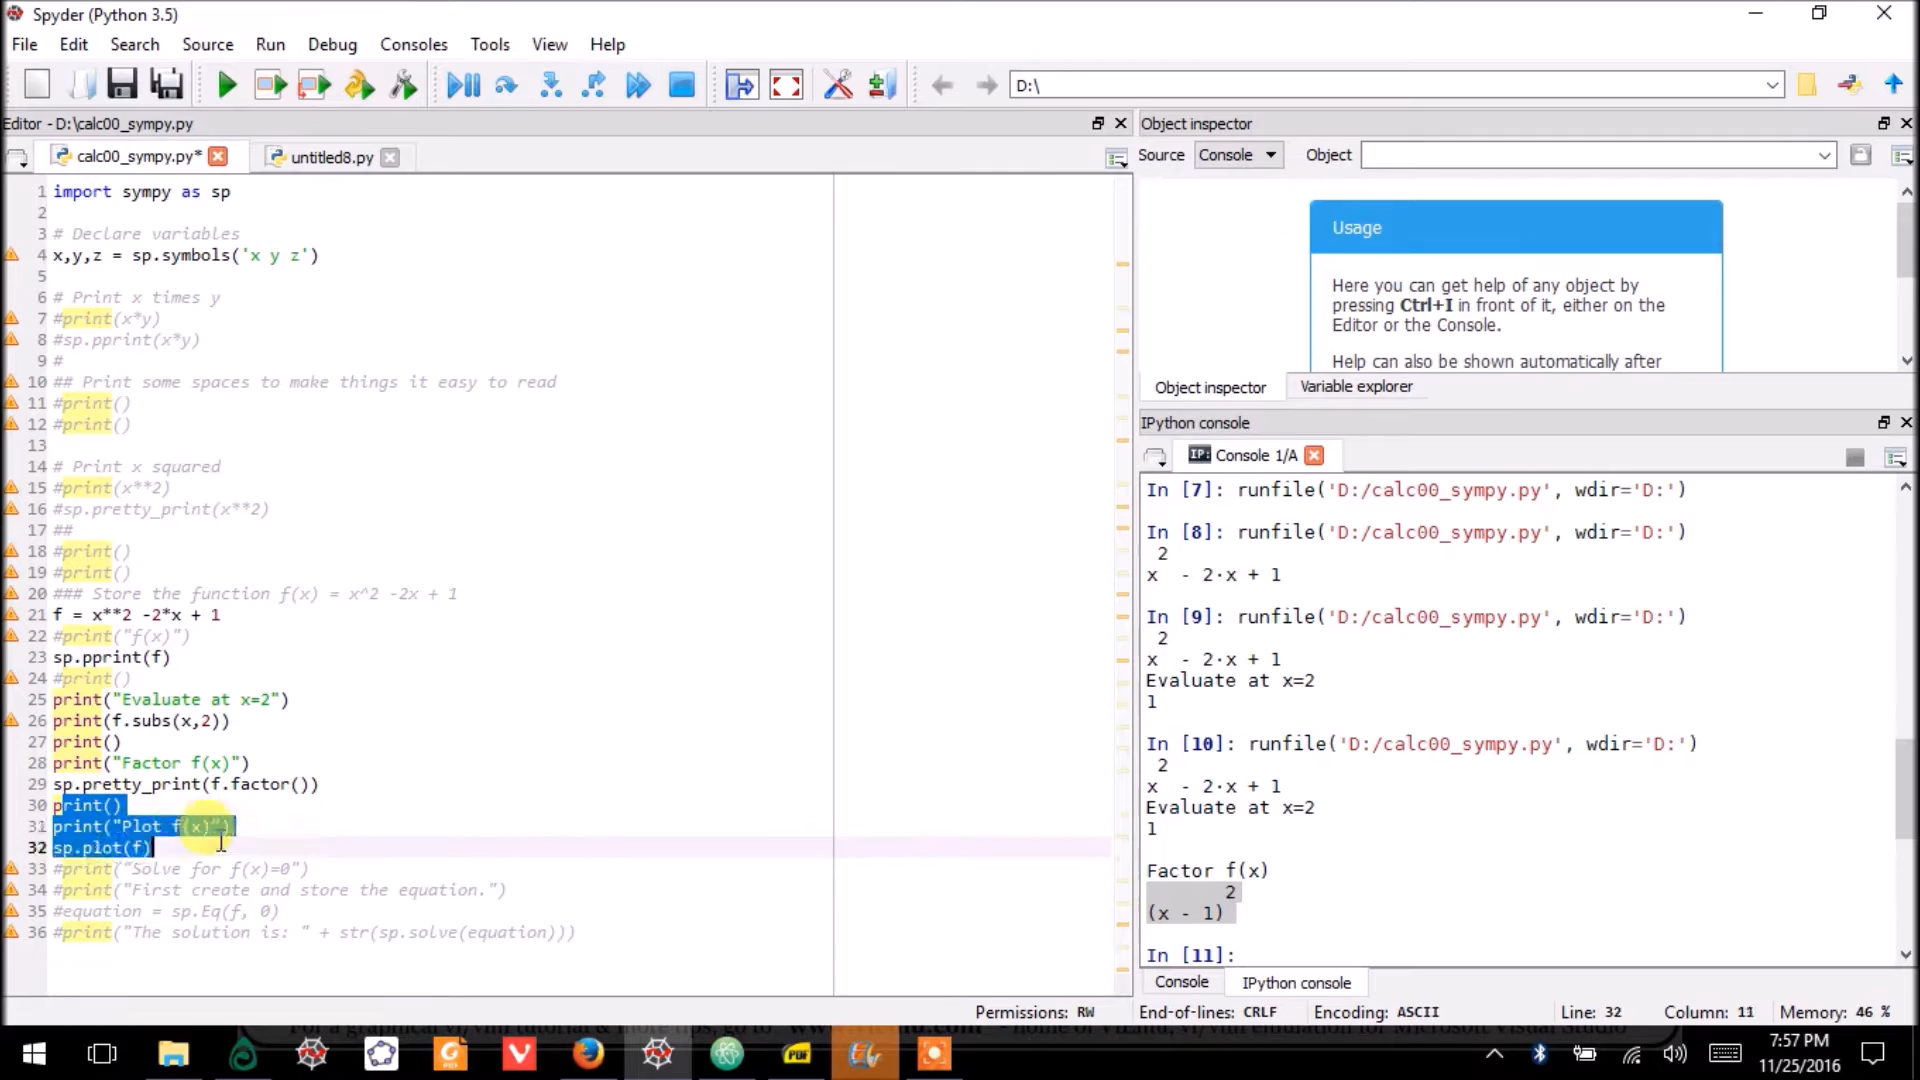 Spyder (Python 3.5)
File Edit Search Source Run Debug Consoles Tools View Help
D:\
Editor - D:\calc00_sympy.py
calc00_sympy.py*
untitled8.py
1 import sympy as sp
2
3 # Declare variables
4 x,y,z = sp.symbols('x y z')
5
6 # Print x times y
7 #print(x*y)
8 #sp.pprint(x*y)
9 #
10 ## Print some spaces to make things it easy to read
11 #print()
12 #print()
13
14 # Print x squared
15 #print(x**2)
16 #sp.pretty_print(x**2)
17 ##
18 #print()
19 #print()
20 ### Store the function f(x) = x^2 -2x + 1
21 f = x**2 -2*x + 1
22 #print("f(x)")
23 sp.pprint(f)
24 #print()
25 print("Evaluate at x=2")
26 print(f.subs(x,2))
27 print()
28 print("Factor f(x)")
29 sp.pretty_print(f.factor())
30 print()
31 print("Plot f(x)")
32 sp.plot(f)
33 #print("Solve for f(x)=0")
34 #print("First create and store the equation.")
35 #equation = sp.Eq(f, 0)
36 #print("The solution is: " + str(sp.solve(equation)))
Object inspector
Source Console Object
Usage
Here you can get help of any object by
pressing Ctrl+I in front of it, either on the
Editor or the Console.
Help can also be shown automatically after
Object inspector Variable explorer
IPython console
IP: Console 1/A
In [7]: runfile('D:/calc00_sympy.py', wdir='D:')
In [8]: runfile('D:/calc00_sympy.py', wdir='D:')
2
x - 2·x + 1
In [9]: runfile('D:/calc00_sympy.py', wdir='D:')
2
x - 2·x + 1
Evaluate at x=2
1
In [10]: runfile('D:/calc00_sympy.py', wdir='D:')
2
x - 2·x + 1
Evaluate at x=2
1
Factor f(x)
2
(x - 1)
In [11]:
Console IPython console
Permissions: RW End-of-lines: CRLF Encoding: ASCII Line: 32 Column: 11 Memory: 46 %
PDF
7:57 PM
11/25/2016